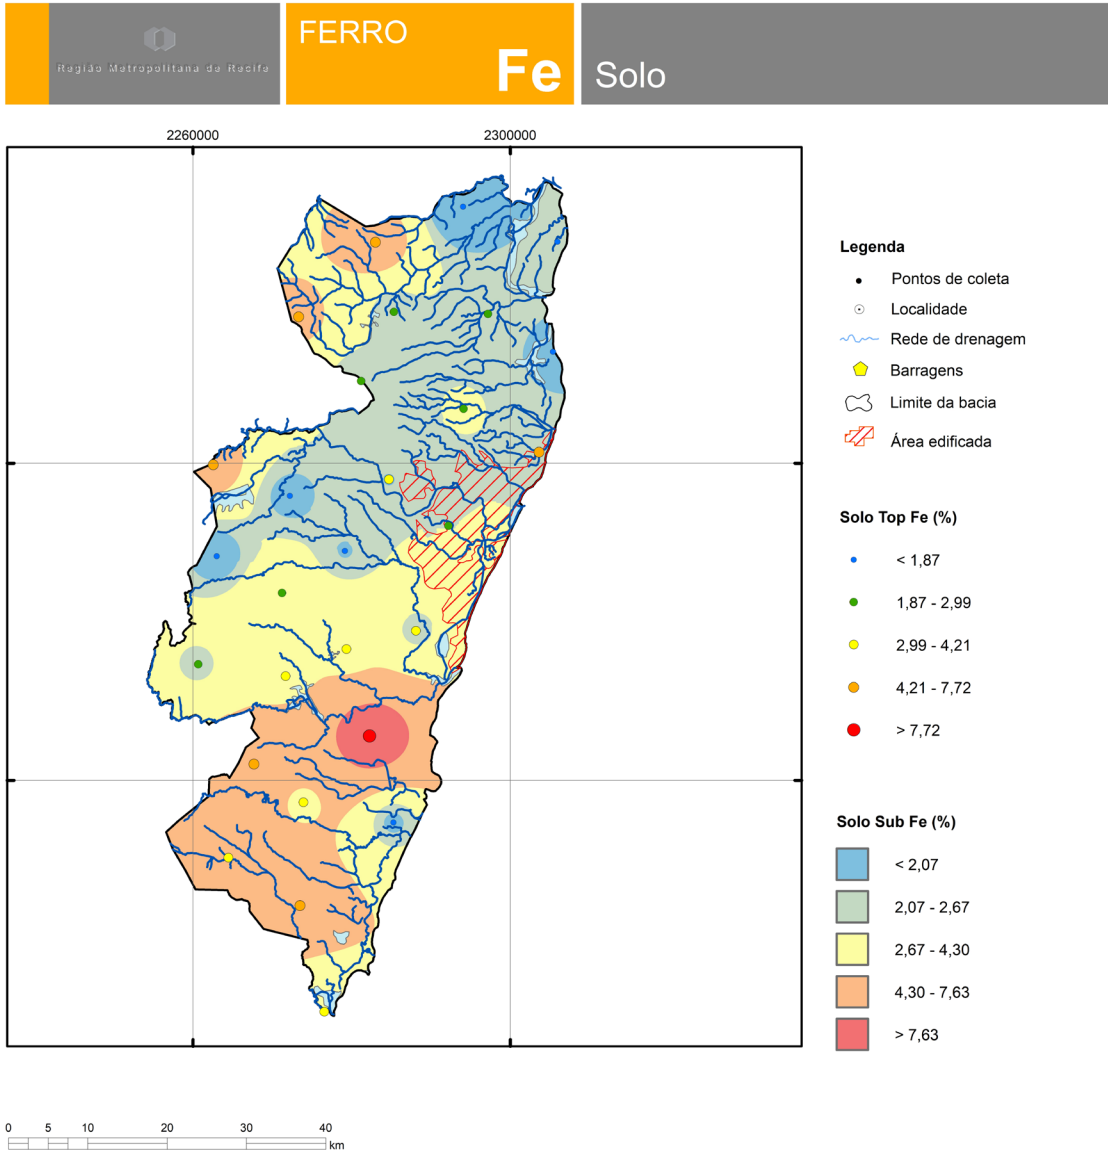 FERRO
Fe
Solo
Região Metropolitana de Recife
2260000
2300000
Legenda
Pontos de coleta
Localidade
Rede de drenagem
Barragens
Limite da bacia
Área edificada
Solo Top Fe (%)
< 1,87
1,87 - 2,99
2,99 - 4,21
4,21 - 7,72
> 7,72
Solo Sub Fe (%)
< 2,07
2,07 - 2,67
2,67 - 4,30
4,30 - 7,63
> 7,63
0 5 10 20 30 40
km